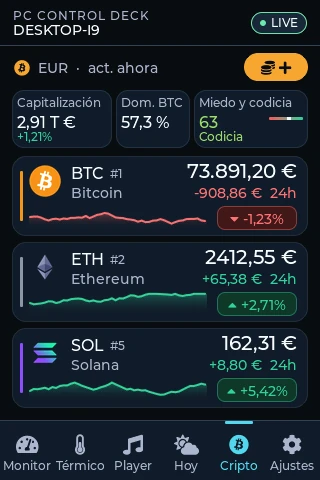 PC CONTROL DECK
DESKTOP-I9
LIVE
EUR · act. ahora
Capitalización
2,91 T €
+1,21%
Dom. BTC
57,3 %
Miedo y codicia
63
Codicia
BTC #1
Bitcoin
73.891,20 €
-908,86 € 24h
-1,23%
ETH #2
Ethereum
2412,55 €
+65,38 € 24h
+2,71%
SOL #5
Solana
162,31 €
+8,80 € 24h
+5,42%
Monitor Térmico Player Hoy Cripto Ajustes